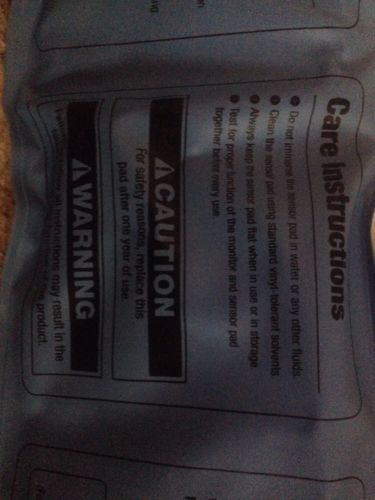 Care Instructions
● Do not immerse the sensor pad in water or any other fluids.
● Clean the sensor pad using standard vinyl-tolerant solvents.
● Always keep the sensor pad flat when in use or in storage.
● Test for proper function of the monitor and sensor pad
together before every use.
⚠CAUTION
For safety reasons, replace this
pad after one year of use.
⚠WARNING
all instructions may result in the
product.